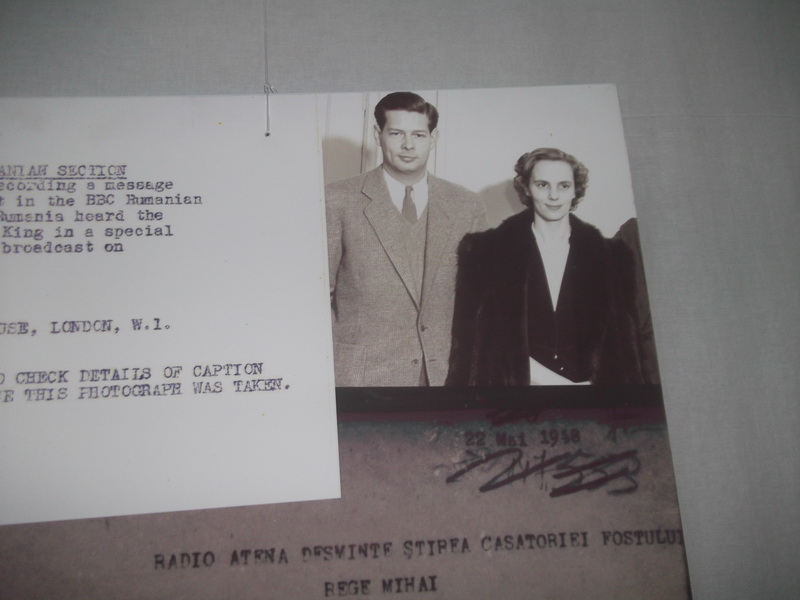 ANIAN SECTION
ecording a message
t in the BBC Rumanian
Rumania heard the
King in a special
broadcast on
USE, LONDON, W.1.
O CHECK DETAILS OF CAPTION
E THIS PHOTOGRAPH WAS TAKEN.
22 Mai 1948
RADIO ATENA DESMINTE ȘTIREA CASATORIEI FOSTULUI
REGE MIHAI